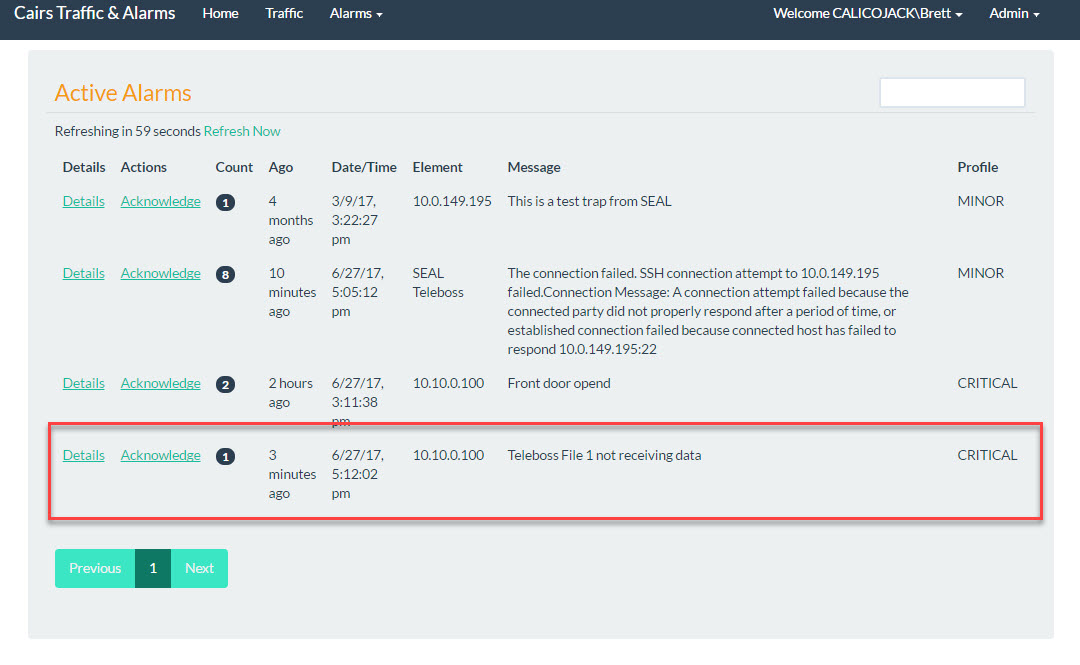 Cairs Traffic & Alarms Home Traffic Alarms Welcome CALICOJACK\Brett Admin
Active Alarms
Refreshing in 59 seconds Refresh Now
Details Actions Count Ago Date/Time Element Message Profile
Details Acknowledge 1 4 3/9/17, 10.0.149.195 This is a test trap from SEAL MINOR
months 3:22:27
ago pm
Details Acknowledge 8 10 6/27/17, SEAL The connection failed. SSH connection attempt to 10.0.149.195 MINOR
minutes 5:05:12 Teleboss failed.Connection Message: A connection attempt failed because the
ago pm connected party did not properly respond after a period of time, or
established connection failed because connected host has failed to
respond 10.0.149.195:22
Details Acknowledge 2 2 hours 6/27/17, 10.10.0.100 Front door opend CRITICAL
ago 3:11:38
pm
Details Acknowledge 1 3 6/27/17, 10.10.0.100 Teleboss File 1 not receiving data CRITICAL
minutes 5:12:02
ago pm
Previous 1 Next